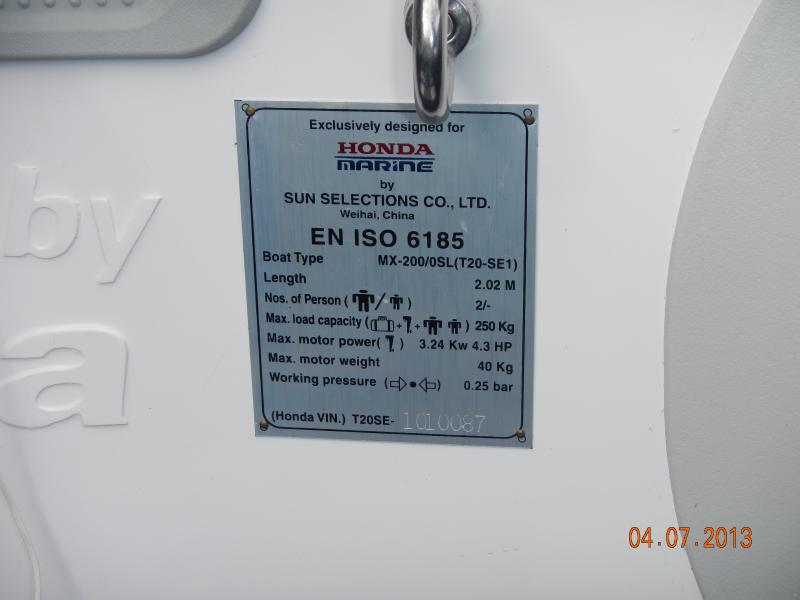 by
a
Exclusively designed for
HONDA
MARINE
by
SUN SELECTIONS CO., LTD.
Weihai, China
EN ISO 6185
Boat Type MX-200/0SL(T20-SE1)
Length 2.02 M
Nos. of Person ( / ) 2/-
Max. load capacity ( + + ) 250 Kg
Max. motor power( ) 3.24 Kw 4.3 HP
Max. motor weight 40 Kg
Working pressure ( ) 0.25 bar
(Honda VIN.) T20SE- 1010087
04.07.2013